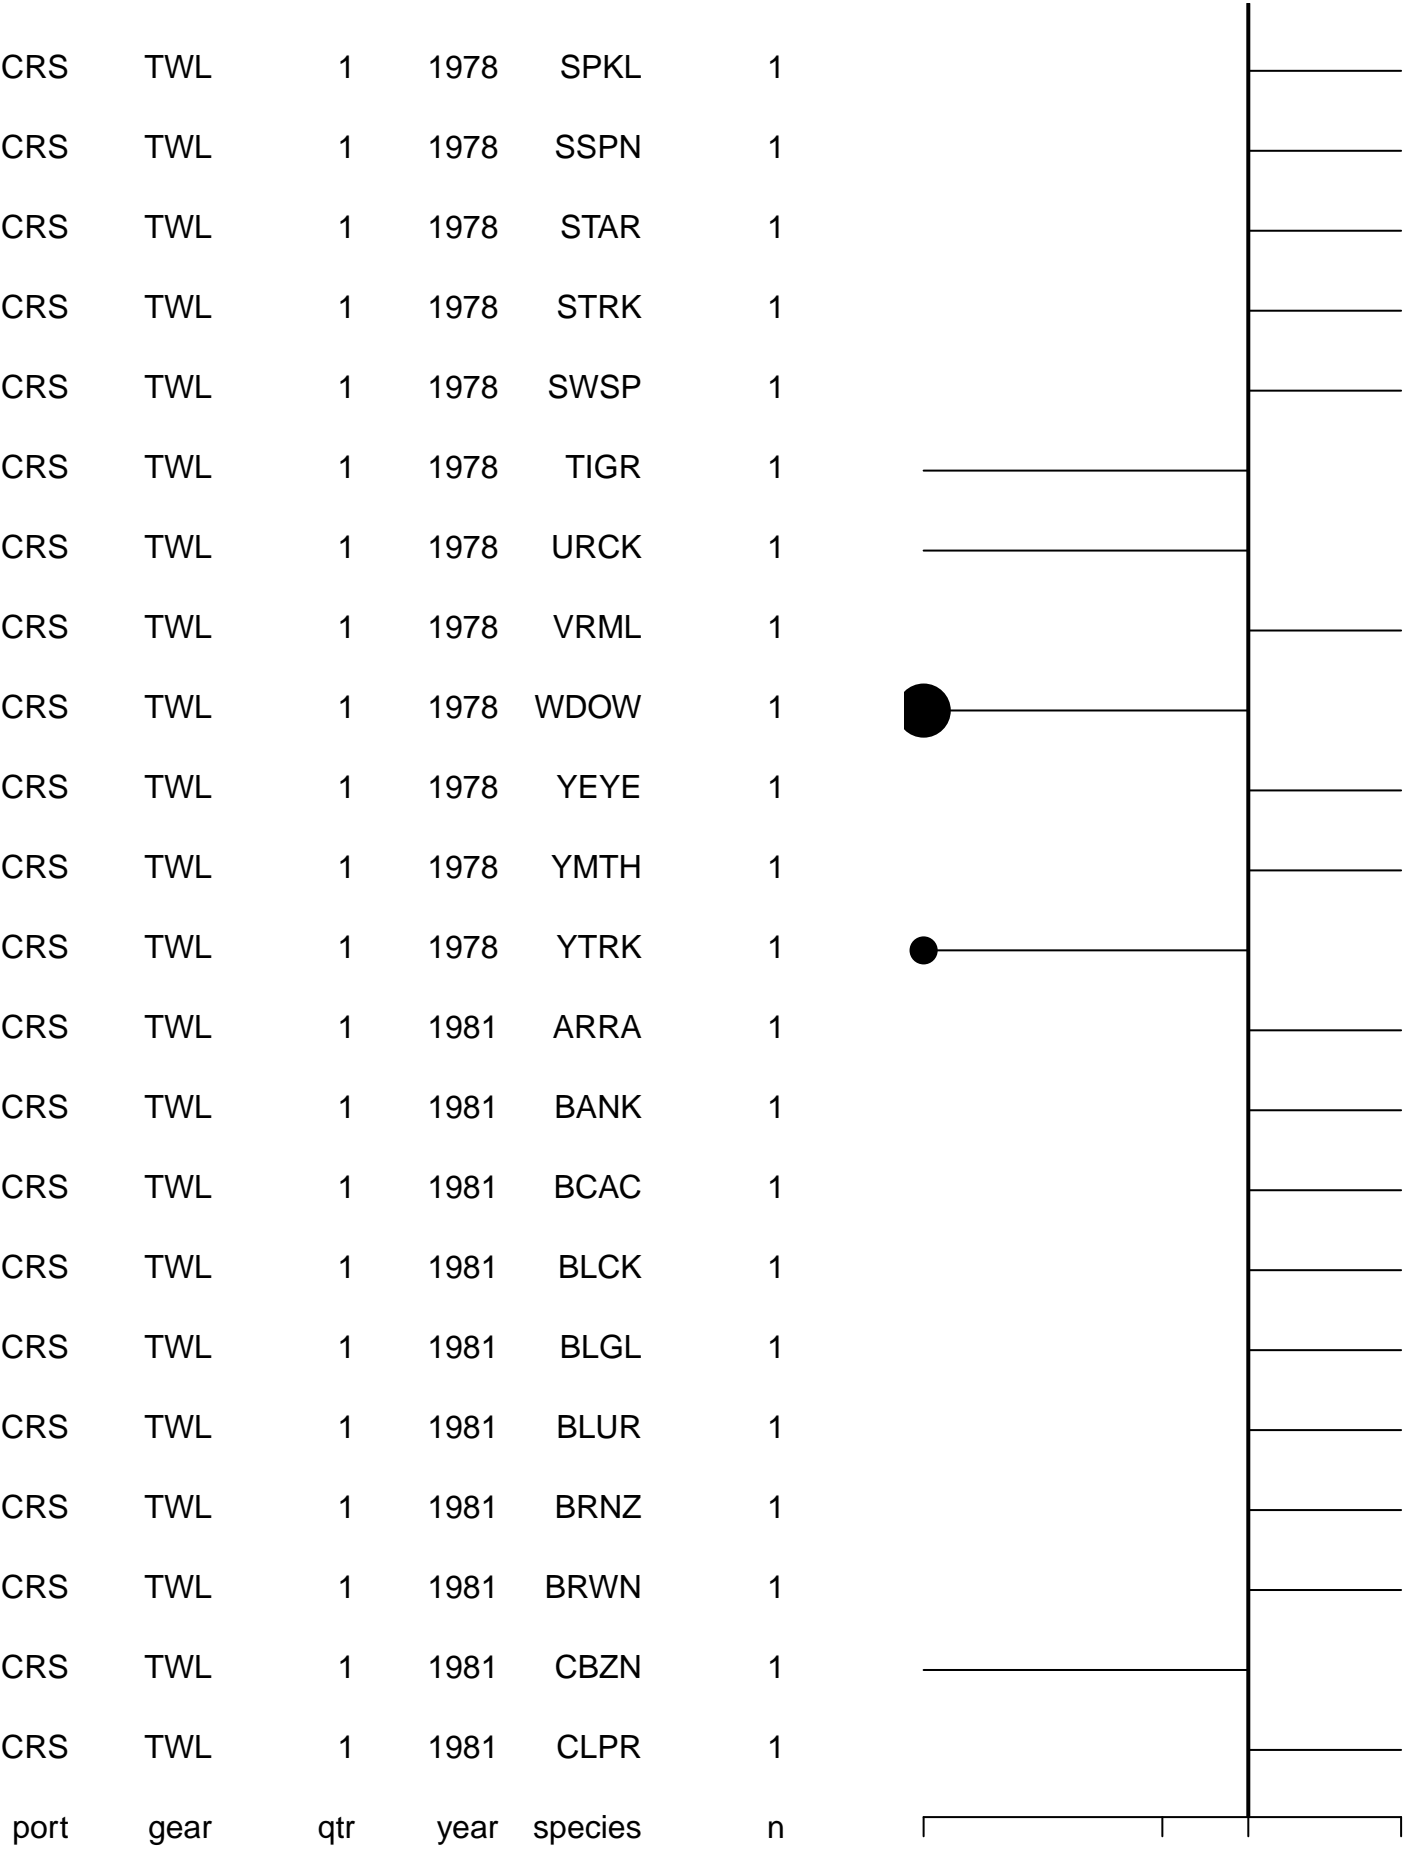 CRS TWL 1 1978 SPKL 1
CRS TWL 1 1978 SSPN 1
CRS TWL 1 1978 STAR 1
CRS TWL 1 1978 STRK 1
CRS TWL 1 1978 SWSP 1
CRS TWL 1 1978 TIGR 1
CRS TWL 1 1978 URCK 1
CRS TWL 1 1978 VRML 1
CRS TWL 1 1978 WDOW 1
CRS TWL 1 1978 YEYE 1
CRS TWL 1 1978 YMTH 1
CRS TWL 1 1978 YTRK 1
CRS TWL 1 1981 ARRA 1
CRS TWL 1 1981 BANK 1
CRS TWL 1 1981 BCAC 1
CRS TWL 1 1981 BLCK 1
CRS TWL 1 1981 BLGL 1
CRS TWL 1 1981 BLUR 1
CRS TWL 1 1981 BRNZ 1
CRS TWL 1 1981 BRWN 1
CRS TWL 1 1981 CBZN 1
CRS TWL 1 1981 CLPR 1
port gear qtr year species n